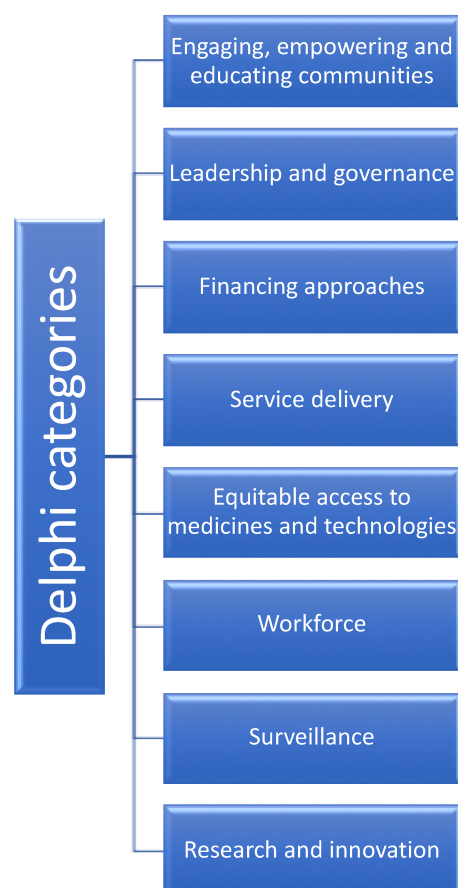 Delphi categories
Engaging, empowering and
educating communities
Leadership and governance
Financing approaches
Service delivery
Equitable access to
medicines and technologies
Workforce
Surveillance
Research and innovation